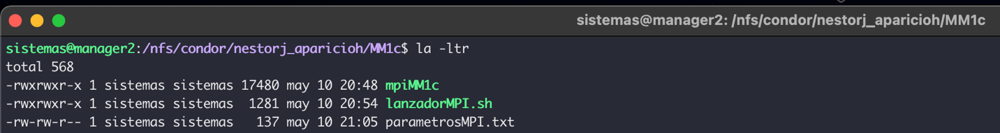 sistemas@manager2: /nfs/condor/nestorj_aparicioh/MM1c
sistemas@manager2:/nfs/condor/nestorj_aparicioh/MM1c$ la -ltr
total 568
-rwxrwxr-x 1 sistemas sistemas 17480 may 10 20:48 mpiMM1c
-rwxrwxr-x 1 sistemas sistemas  1281 may 10 20:54 lanzadorMPI.sh
-rw-rw-r-- 1 sistemas sistemas   137 may 10 21:05 parametrosMPI.txt